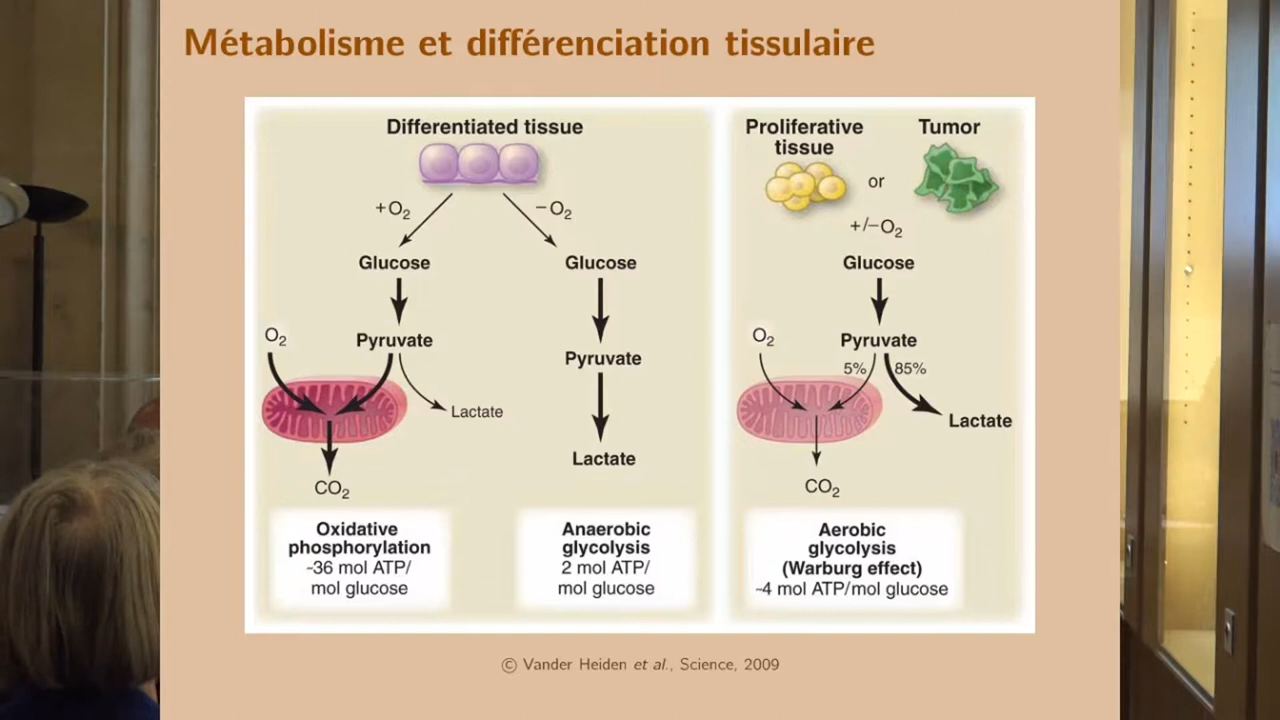 Métabolisme et différenciation tissulaire
Differentiated tissue
+O₂
−O₂
Glucose
Glucose
O₂
Pyruvate
Pyruvate
Lactate
Lactate
CO₂
Oxidative
phosphorylation
~36 mol ATP/
mol glucose
Anaerobic
glycolysis
2 mol ATP/
mol glucose
Proliferative
tissue
or
Tumor
+/−O₂
Glucose
O₂
Pyruvate
5%
85%
Lactate
CO₂
Aerobic
glycolysis
(Warburg effect)
~4 mol ATP/mol glucose
© Vander Heiden et al., Science, 2009